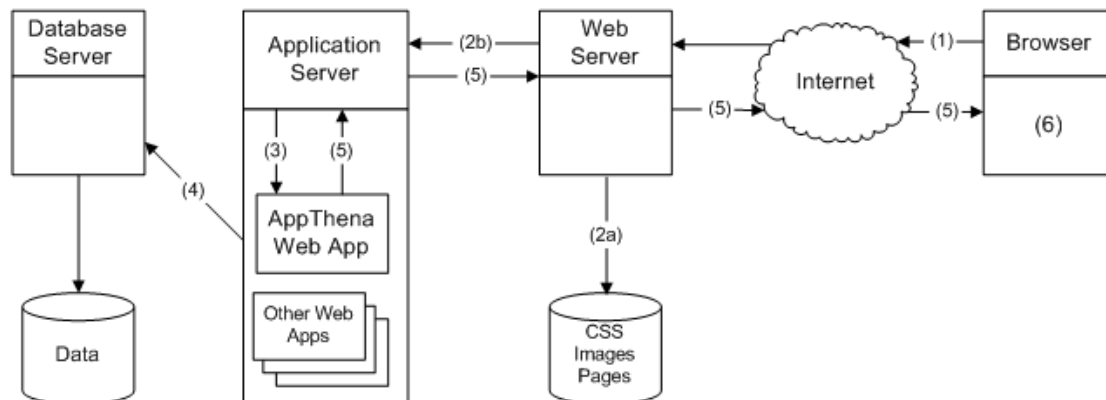 Database
Server
Application
Server
(2b)
(5)
Web
Server
Internet
(1)
Browser
(5)
(5)
(6)
(3)
(5)
(4)
AppThena
Web App
(2a)
Other Web
Apps
Data
CSS
Images
Pages